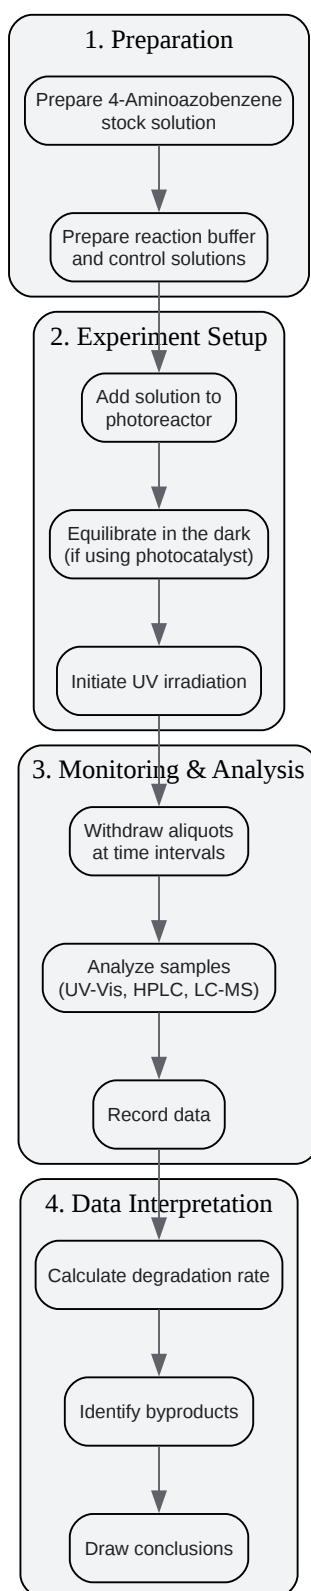 1. Preparation
Prepare 4-Aminoazobenzene
stock solution
Prepare reaction buffer
and control solutions
2. Experiment Setup
Add solution to
photoreactor
Equilibrate in the dark
(if using photocatalyst)
Initiate UV irradiation
3. Monitoring & Analysis
Withdraw aliquots
at time intervals
Analyze samples
(UV-Vis, HPLC, LC-MS)
Record data
4. Data Interpretation
Calculate degradation rate
Identify byproducts
Draw conclusions